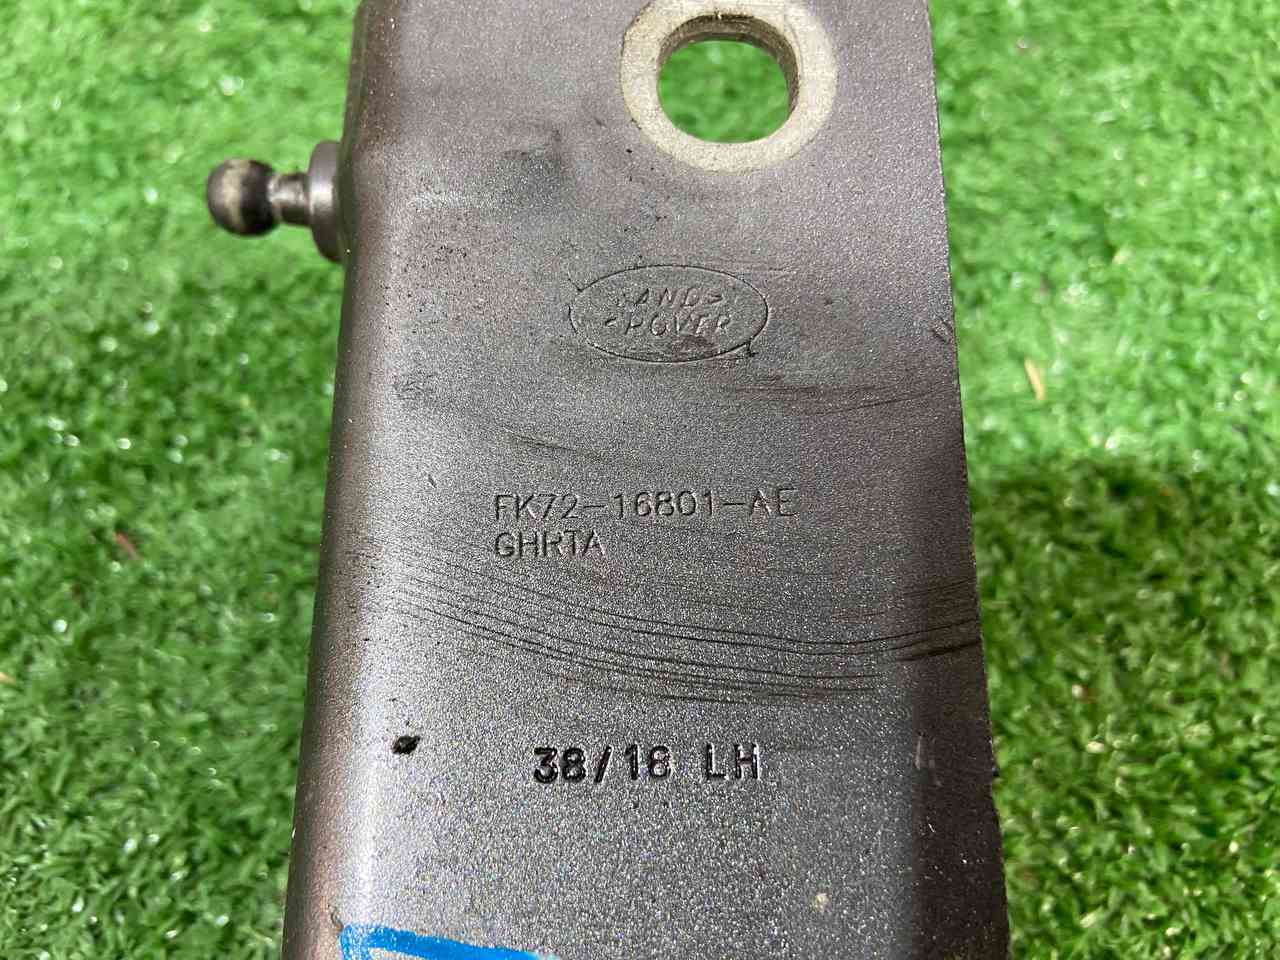 LAND
ROVER
FK72-16801-AE
GHRTA
38/18 LH